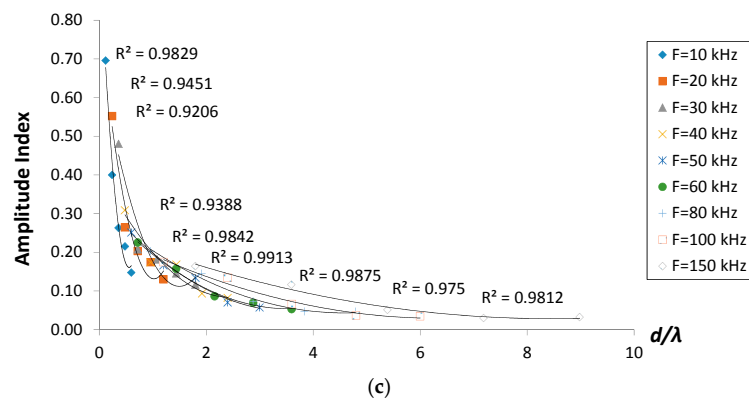 0.80
0.70
0.60
0.50
0.40
0.30
0.20
0.10
0.00
Amplitude Index
R² = 0.9829
R² = 0.9451
R² = 0.9206
R² = 0.9388
R² = 0.9842
R² = 0.9913
R² = 0.9875
R² = 0.975
R² = 0.9812
0 2 4 6 8 10
d/λ
F=10 kHz
F=20 kHz
F=30 kHz
F=40 kHz
F=50 kHz
F=60 kHz
F=80 kHz
F=100 kHz
F=150 kHz
(c)